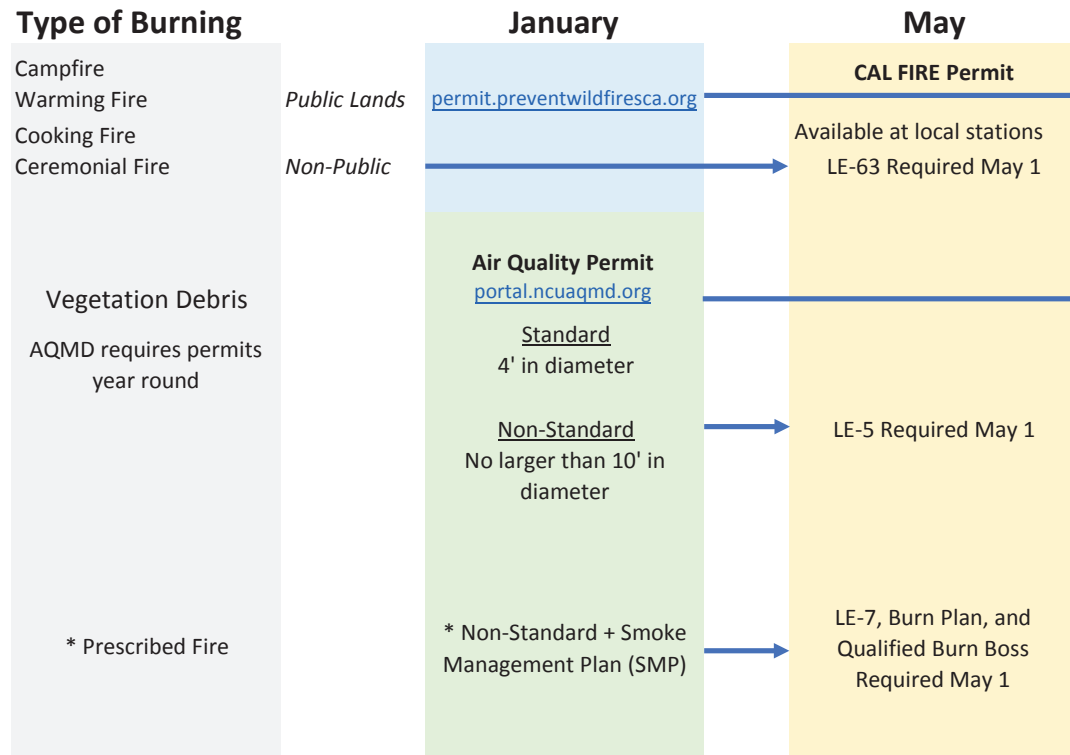 Type of Burning
January
May
Campfire
Warming Fire
Public Lands
permit.preventwildfiresca.org
CAL FIRE Permit
Cooking Fire
Ceremonial Fire
Non-Public
Available at local stations
LE-63 Required May 1
Vegetation Debris
AQMD requires permits
year round
Air Quality Permit
portal.ncuaqmd.org
Standard
4' in diameter
Non-Standard
No larger than 10' in
diameter
LE-5 Required May 1
* Prescribed Fire
* Non-Standard + Smoke
Management Plan (SMP)
LE-7, Burn Plan, and
Qualified Burn Boss
Required May 1